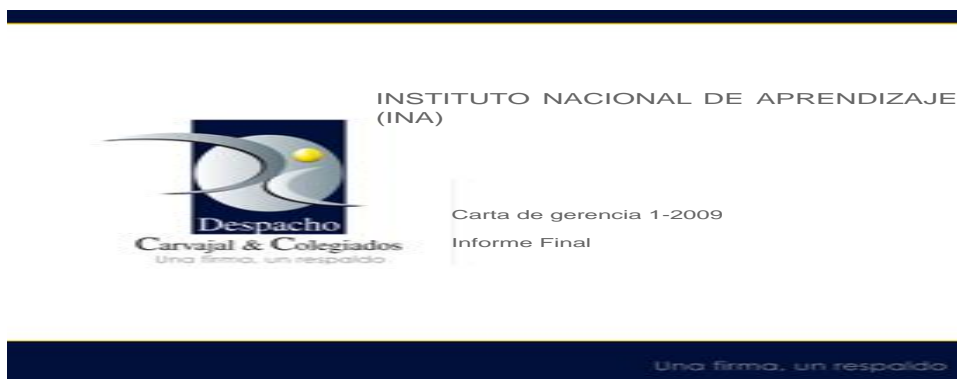 INSTITUTO NACIONAL DE APRENDIZAJE
(INA)
Carta de gerencia 1-2009
Informe Final
Despacho
Carvajal & Colegiados
Una firma, un respaldo
Una firma, un respaldo